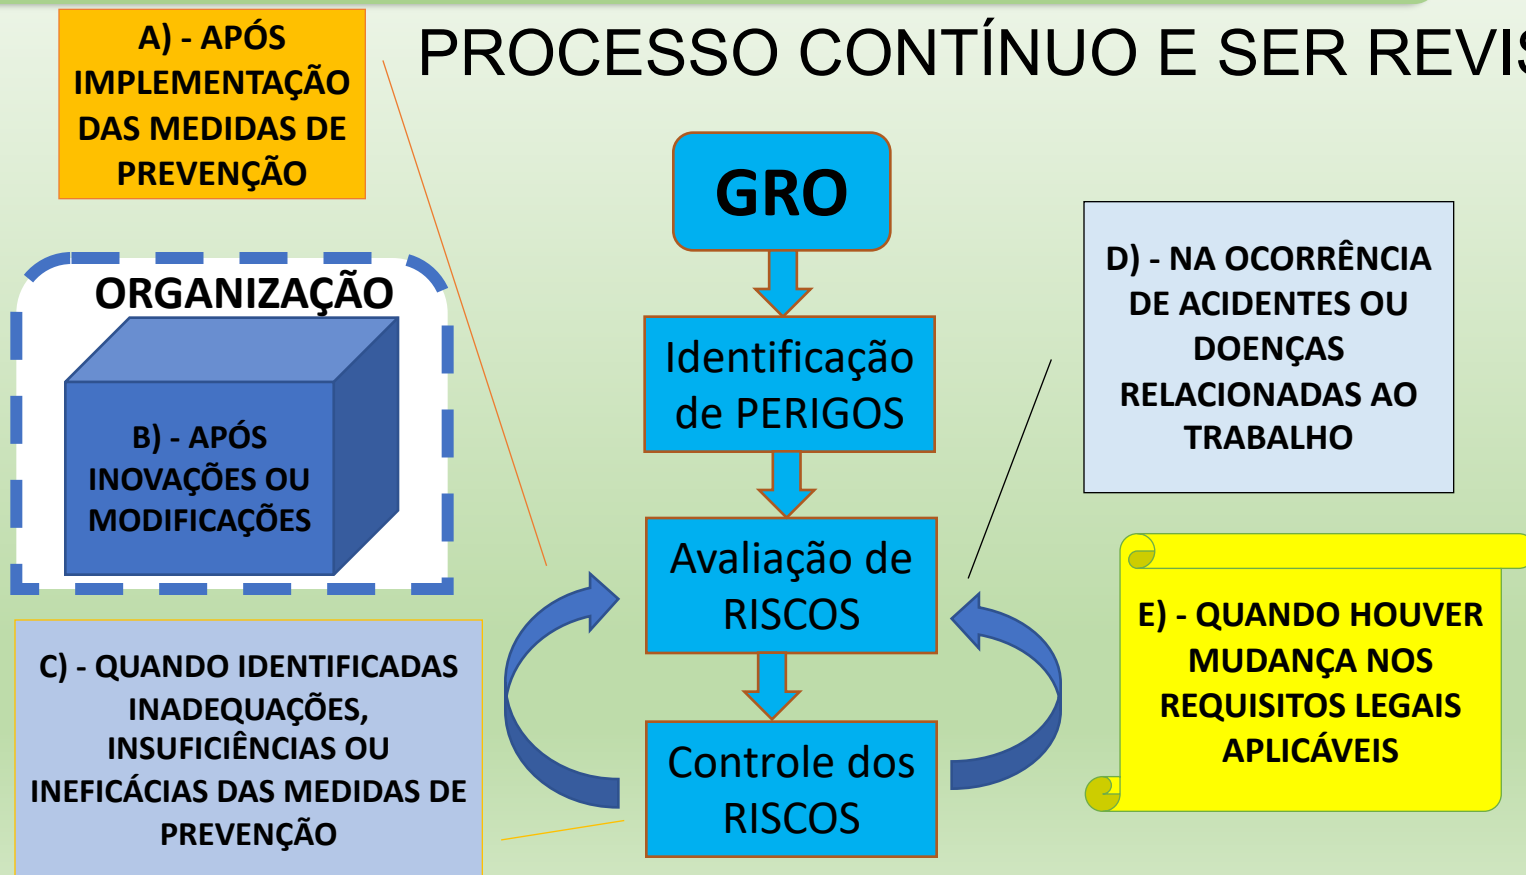 A) - APÓS
IMPLEMENTAÇÃO
DAS MEDIDAS DE
PREVENÇÃO
PROCESSO CONTÍNUO E SER REVIS
GRO
ORGANIZAÇÃO
B) - APÓS
INOVAÇÕES OU
MODIFICAÇÕES
Identificação
de PERIGOS
D) - NA OCORRÊNCIA
DE ACIDENTES OU
DOENÇAS
RELACIONADAS AO
TRABALHO
Avaliação de
RISCOS
C) - QUANDO IDENTIFICADAS
INADEQUAÇÕES,
INSUFICIÊNCIAS OU
INEFICÁCIAS DAS MEDIDAS DE
PREVENÇÃO
E) - QUANDO HOUVER
MUDANÇA NOS
REQUISITOS LEGAIS
APLICÁVEIS
Controle dos
RISCOS